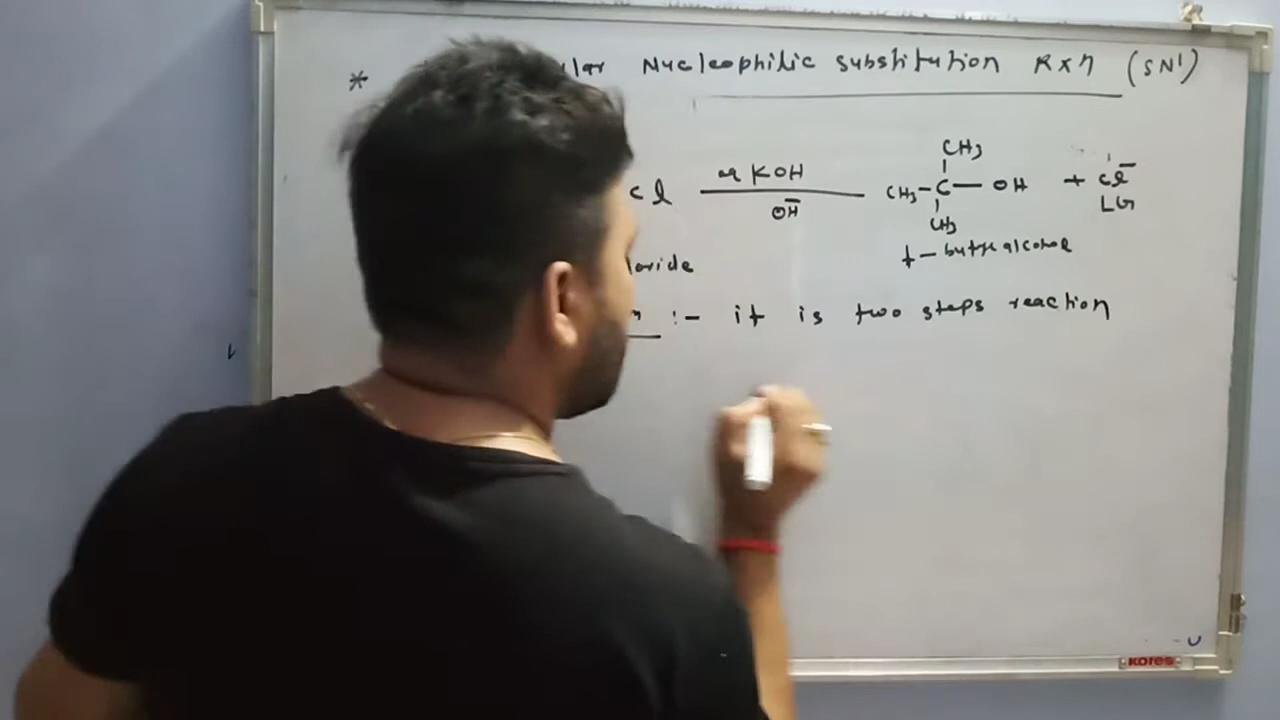 * Nucleophilic substitution Rxn (SN1)
CH3
Cl aq KOH CH3-C-OH + Cl-
OH- LG
CH3
t-butyl alcohol
:- it is two steps reaction
Kores